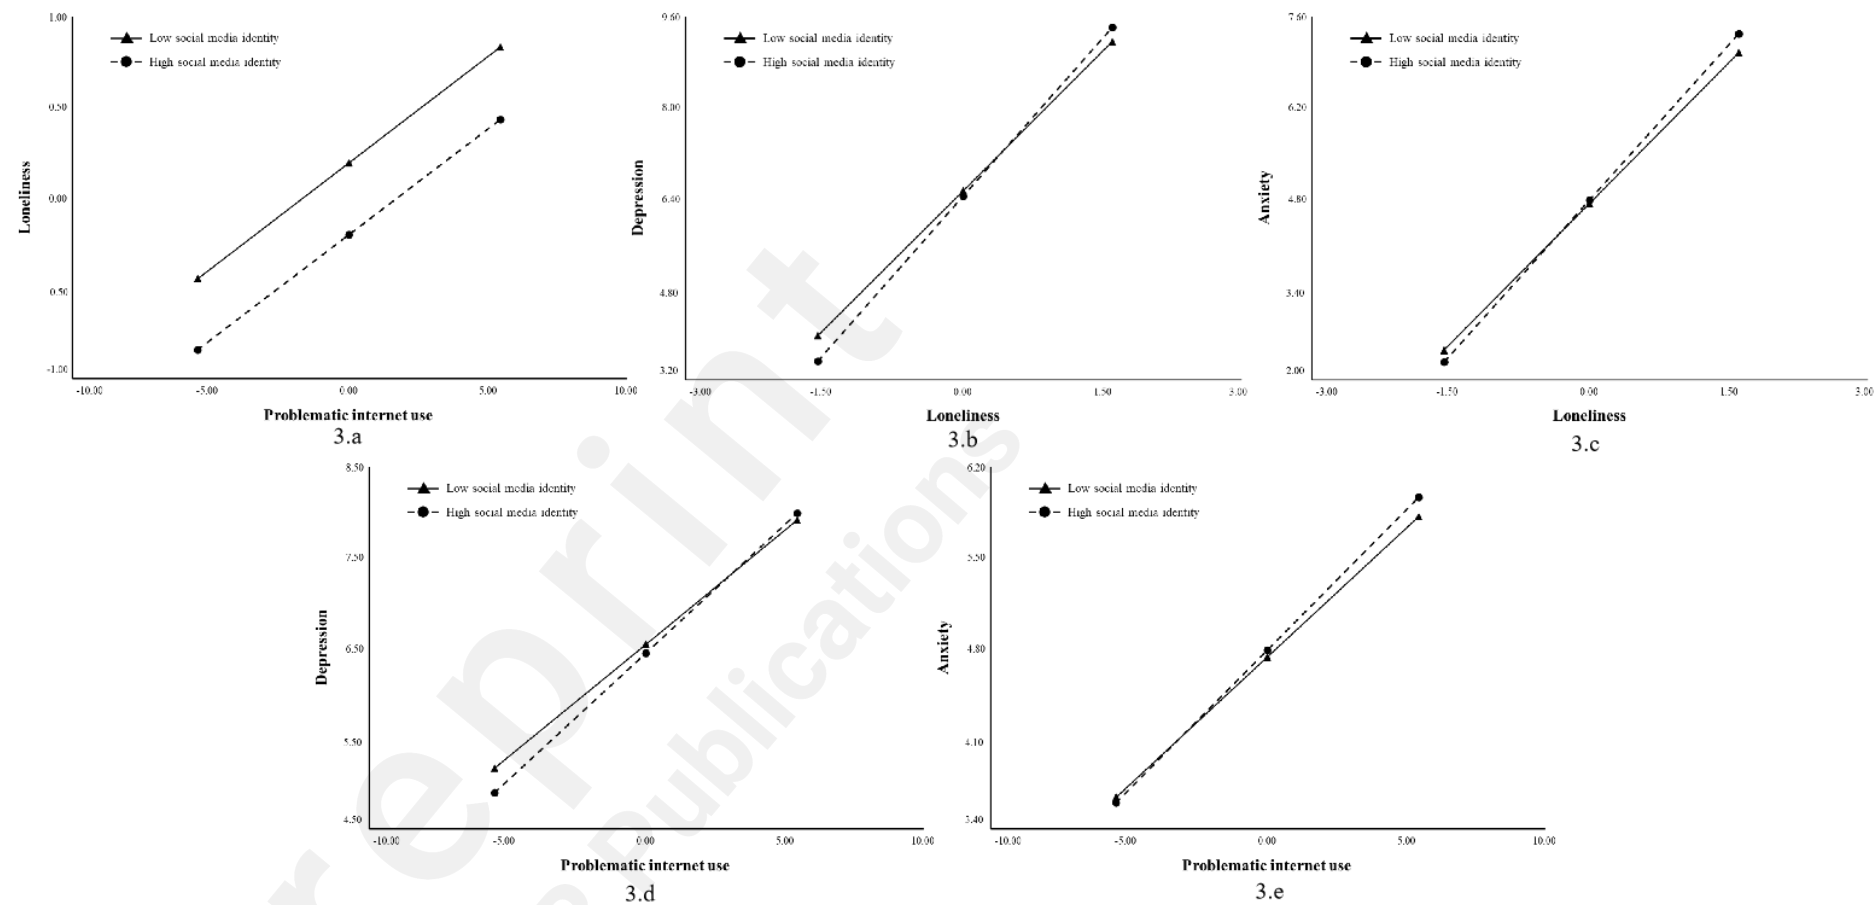 1.00
Low social media identity
High social media identity
0.50
Loneliness
0.00
0.50
-1.00
-10.00 -5.00 0.00 5.00 10.00
Problematic internet use
3.a
9.60
Low social media identity
High social media identity
8.00
Depression
6.40
4.80
3.20
-3.00 -1.50 0.00 1.50 3.00
Loneliness
3.b
7.60
Low social media identity
High social media identity
6.20
Anxiety
4.80
3.40
2.00
-3.00 -1.50 0.00 1.50 3.00
Loneliness
3.c
8.50
Low social media identity
High social media identity
7.50
Depression
6.50
5.50
4.50
-10.00 -5.00 0.00 5.00 10.00
Problematic internet use
3.d
6.20
Low social media identity
High social media identity
5.50
Anxiety
4.80
4.10
3.40
-10.00 -5.00 0.00 5.00 10.00
Problematic internet use
3.e
reprint
Publications